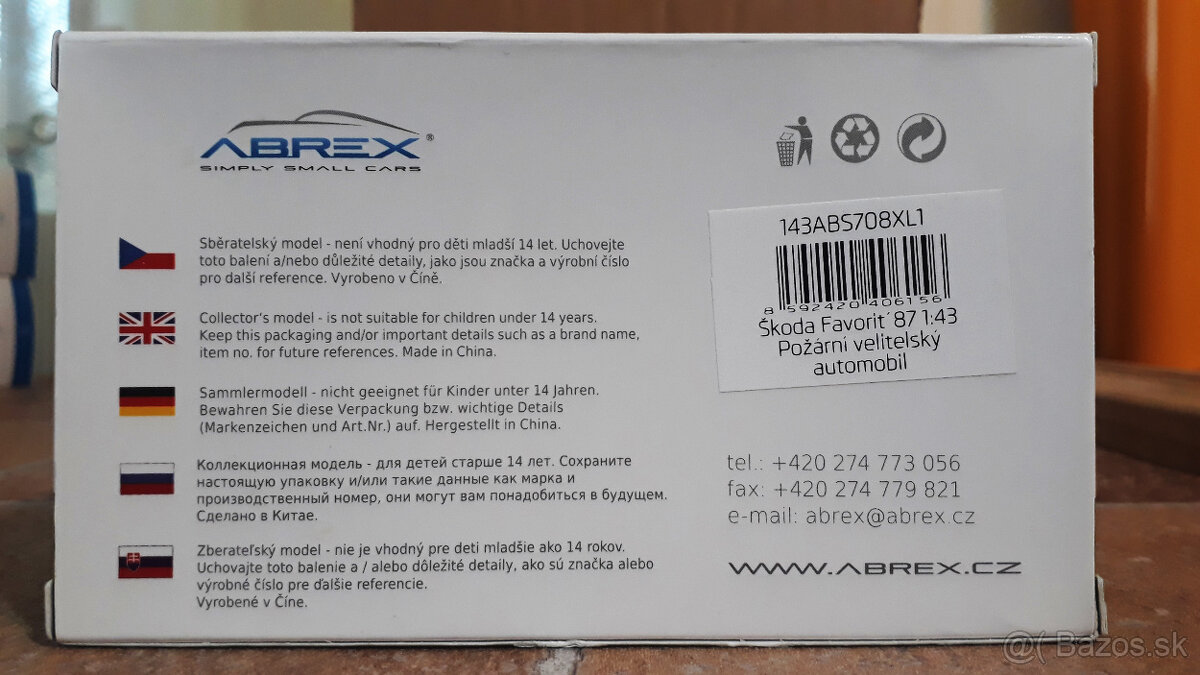 ABREX®
SIMPLY SMALL CARS
Sběratelský model - není vhodný pro děti mladší 14 let. Uchovejte
toto balení a/nebo důležité detaily, jako jsou značka a výrobní číslo
pro další reference. Vyrobeno v Číně.
Collector's model - is not suitable for children under 14 years.
Keep this packaging and/or important details such as a brand name,
item no. for future references. Made in China.
Sammlermodell - nicht geeignet für Kinder unter 14 Jahren.
Bewahren Sie diese Verpackung bzw. wichtige Details
(Markenzeichen und Art.Nr.) auf. Hergestellt in China.
Коллекционная модель - для детей старше 14 лет. Сохраните
настоящую упаковку и/или такие данные как марка и
производственный номер, они могут вам понадобиться в будущем.
Сделано в Китае.
Zberateľský model - nie je vhodný pre deti mladšie ako 14 rokov.
Uchovajte toto balenie a / alebo dôležité detaily, ako sú značka alebo
výrobné číslo pre ďalšie referencie.
Vyrobené v Číne.
143ABS708XL1
8 592420 406156
Škoda Favorit ́87 1:43
Požární velitelský
automobil
tel.: +420 274 773 056
fax: +420 274 779 821
e-mail: abrex@abrex.cz
WWW.ABREX.CZ
@( Bazos.sk